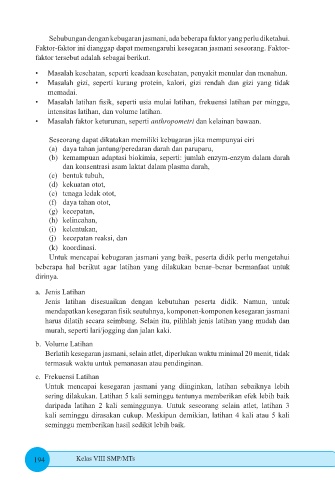 Sehubungan dengan kebugaran jasmani, ada beberapa faktor yang perlu diketahui.
Faktor-faktor ini dianggap dapat memengaruhi kesegaran jasmani seseorang. Faktor-
faktor tersebut adalah sebagai berikut.
• Masalah kesehatan, seperti keadaan kesehatan, penyakit menular dan menahun.
• Masalah gizi, seperti kurang protein, kalori, gizi rendah dan gizi yang tidak
memadai.
• Masalah latihan fisik, seperti usia mulai latihan, frekuensi latihan per minggu,
intensitas latihan, dan volume latihan.
• Masalah faktor keturunan, seperti anthropometri dan kelainan bawaan.
Seseorang dapat dikatakan memiliki kebugaran jika mempunyai ciri
(a) daya tahan jantung/peredaran darah dan paruparu,
(b) kemampuan adaptasi biokimia, seperti: jumlah enzym-enzym dalam darah
dan konsentrasi asam laktat dalam plasma darah,
(c) bentuk tubuh,
(d) kekuatan otot,
(e) tenaga ledak otot,
(f) daya tahan otot,
(g) kecepatan,
(h) kelincahan,
(i) kelentukan,
(j) kecepatan reaksi, dan
(k) koordinasi.
Untuk mencapai kebugaran jasmani yang baik, peserta didik perlu mengetahui
beberapa hal berikut agar latihan yang dilakukan benar–benar bermanfaat untuk
dirinya.
a. Jenis Latihan
Jenis latihan disesuaikan dengan kebutuhan peserta didik. Namun, untuk
mendapatkan kesegaran fisik seutuhnya, komponen-komponen kesegaran jasmani
harus dilatih secara seimbang. Selain itu, pilihlah jenis latihan yang mudah dan
murah, seperti lari/jogging dan jalan kaki.
b. Volume Latihan
Berlatih kesegaran jasmani, selain atlet, diperlukan waktu minimal 20 menit, tidak
termasuk waktu untuk pemanasan atau pendinginan.
c. Frekuensi Latihan
Untuk mencapai kesegaran jasmani yang diinginkan, latihan sebaiknya lebih
sering dilakukan. Latihan 5 kali seminggu tentunya memberikan efek lebih baik
daripada latihan 2 kali seminggunya. Untuk seseorang selain atlet, latihan 3
kali seminggu dirasakan cukup. Meskipun demikian, latihan 4 kali atau 5 kali
seminggu memberikan hasil sedikit lebih baik.
194 Kelas VIII SMP/MTs